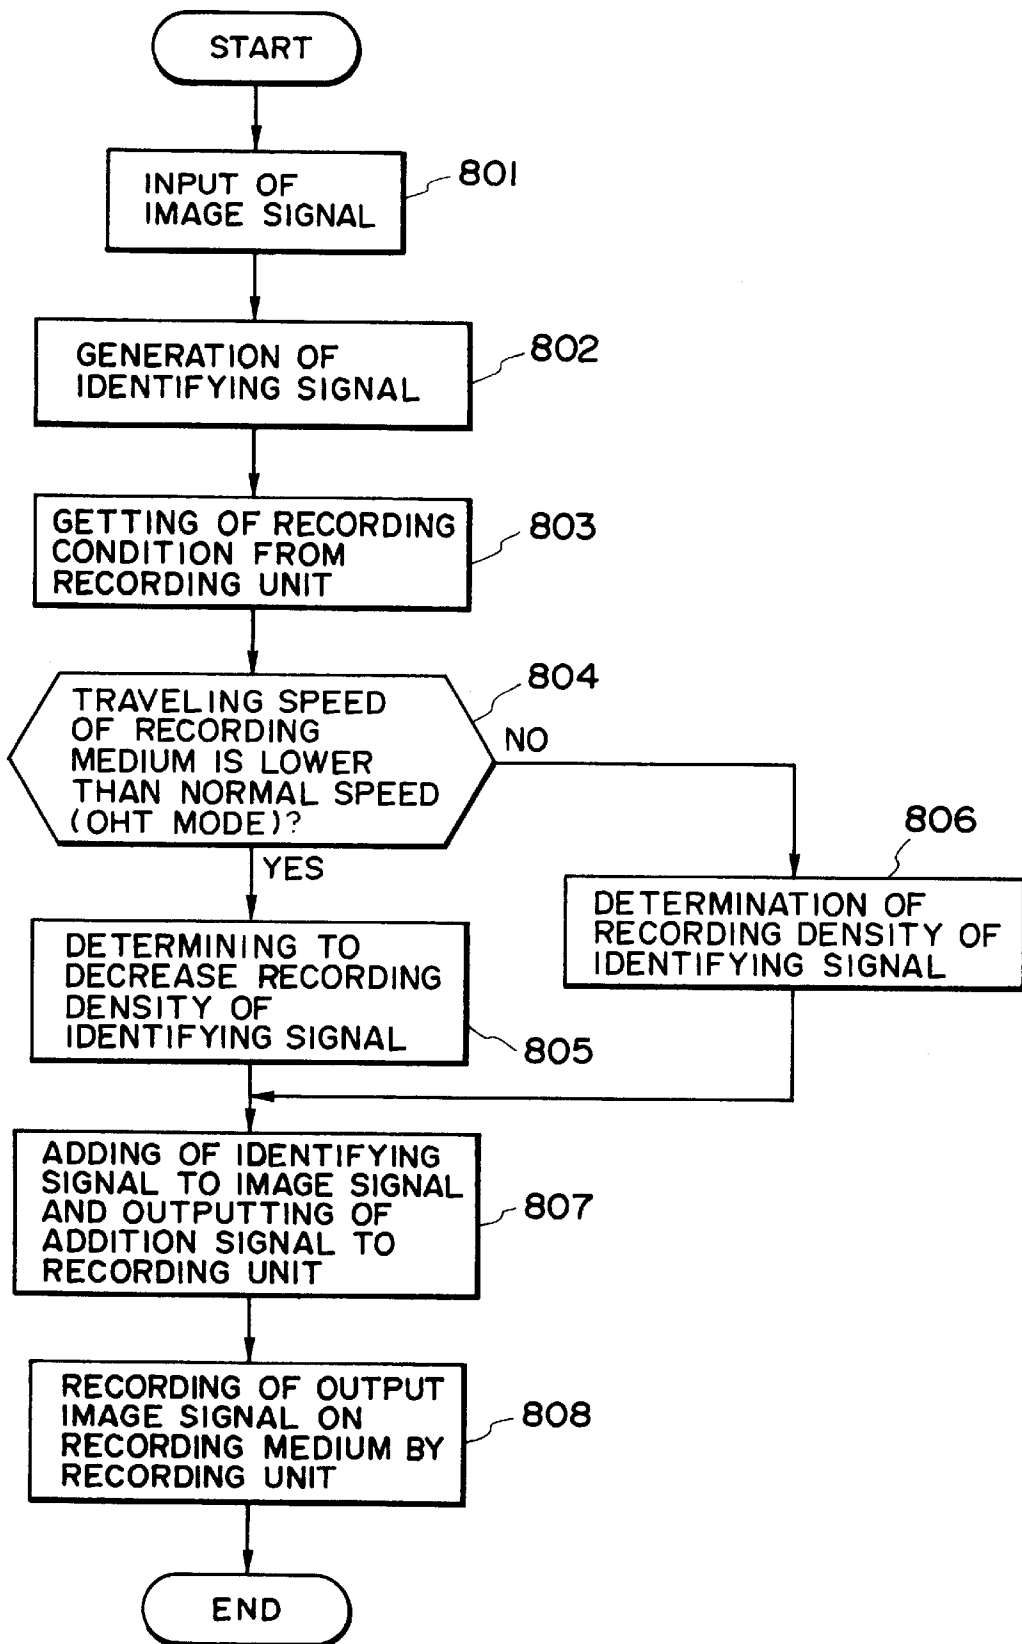 START
INPUT OF
IMAGE SIGNAL
801
GENERATION OF
IDENTIFYING SIGNAL
802
GETTING OF RECORDING
CONDITION FROM
RECORDING UNIT
803
TRAVELING SPEED
OF RECORDING
MEDIUM IS LOWER
THAN NORMAL SPEED
(OHT MODE)?
804
NO
YES
806
DETERMINATION OF
RECORDING DENSITY OF
IDENTIFYING SIGNAL
DETERMINING TO
DECREASE RECORDING
DENSITY OF
IDENTIFYING SIGNAL
805
ADDING OF IDENTIFYING
SIGNAL TO IMAGE SIGNAL
AND OUTPUTTING OF
ADDITION SIGNAL TO
RECORDING UNIT
807
RECORDING OF OUTPUT
IMAGE SIGNAL ON
RECORDING MEDIUM BY
RECORDING UNIT
808
END